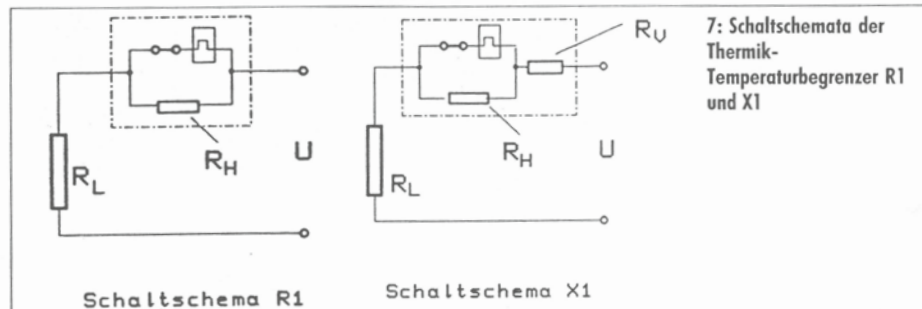 R_V
7: Schaltschemata der
Thermik-
Temperaturbegrenzer R1
und X1
R_H
U
R_L
Schaltschema R1
R_H
U
R_L
Schaltschema X1